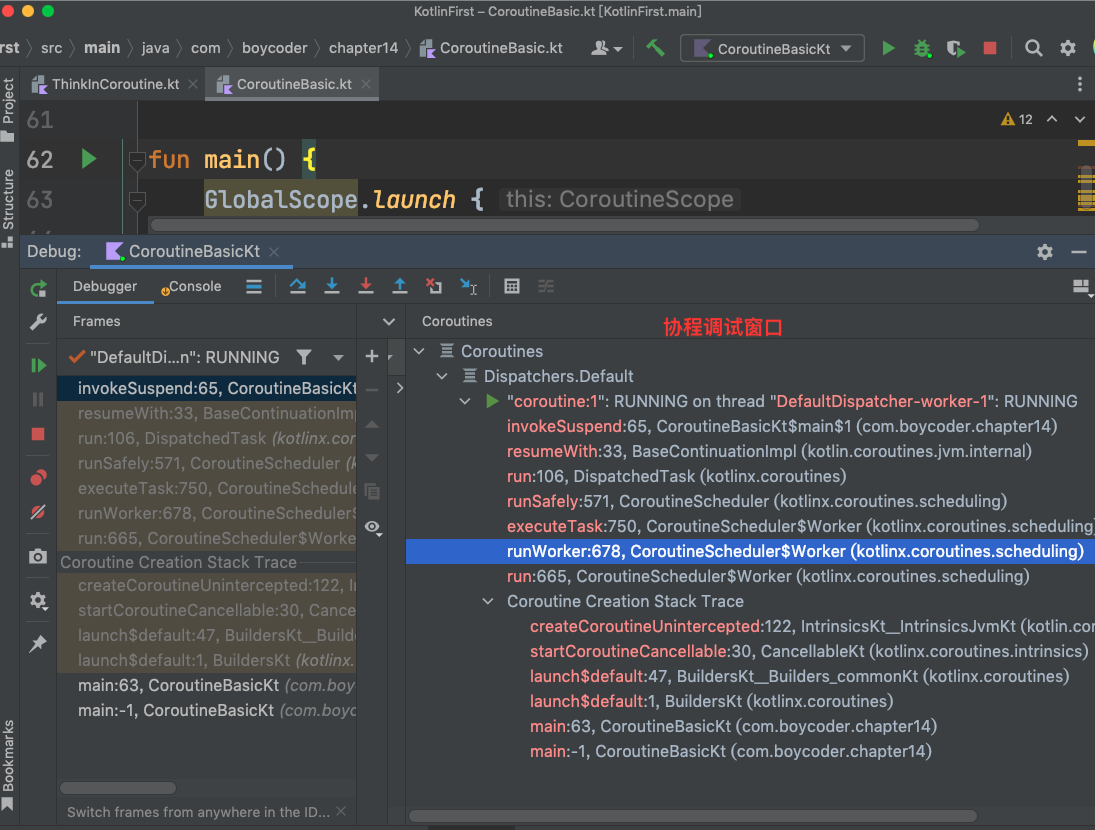 KotlinFirst – CoroutineBasic.kt [KotlinFirst.main]
rst 〉 src 〉 main 〉 java 〉 com 〉 boycoder 〉 chapter14 〉 CoroutineBasic.kt
CoroutineBasicKt
Project
Structure
Bookmarks
ThinkInCoroutine.kt
CoroutineBasic.kt
61
12
62 fun main() {
63 GlobalScope.launch { this: CoroutineScope
Debug: CoroutineBasicKt
Debugger
Console
Frames
"DefaultDi...n": RUNNING
invokeSuspend:65, CoroutineBasicKt
resumeWith:33, BaseContinuationImp
run:106, DispatchedTask (kotlinx.cor
runSafely:571, CoroutineScheduler (k
executeTask:750, CoroutineSchedule
runWorker:678, CoroutineScheduler$
run:665, CoroutineScheduler$Worker
Coroutine Creation Stack Trace
createCoroutineUnintercepted:122, I
startCoroutineCancellable:30, Cance
launch$default:47, BuildersKt__Build
launch$default:1, BuildersKt (kotlinx.
main:63, CoroutineBasicKt (com.boy
main:-1, CoroutineBasicKt (com.boyc
Switch frames from anywhere in the ID...
Coroutines
协程调试窗口
Coroutines
Dispatchers.Default
"coroutine:1": RUNNING on thread "DefaultDispatcher-worker-1": RUNNING
invokeSuspend:65, CoroutineBasicKt$main$1 (com.boycoder.chapter14)
resumeWith:33, BaseContinuationImpl (kotlin.coroutines.jvm.internal)
run:106, DispatchedTask (kotlinx.coroutines)
runSafely:571, CoroutineScheduler (kotlinx.coroutines.scheduling)
executeTask:750, CoroutineScheduler$Worker (kotlinx.coroutines.scheduling)
runWorker:678, CoroutineScheduler$Worker (kotlinx.coroutines.scheduling)
run:665, CoroutineScheduler$Worker (kotlinx.coroutines.scheduling)
Coroutine Creation Stack Trace
createCoroutineUnintercepted:122, IntrinsicsKt__IntrinsicsJvmKt (kotlin.cor
startCoroutineCancellable:30, CancellableKt (kotlinx.coroutines.intrinsics)
launch$default:47, BuildersKt__Builders_commonKt (kotlinx.coroutines)
launch$default:1, BuildersKt (kotlinx.coroutines)
main:63, CoroutineBasicKt (com.boycoder.chapter14)
main:-1, CoroutineBasicKt (com.boycoder.chapter14)